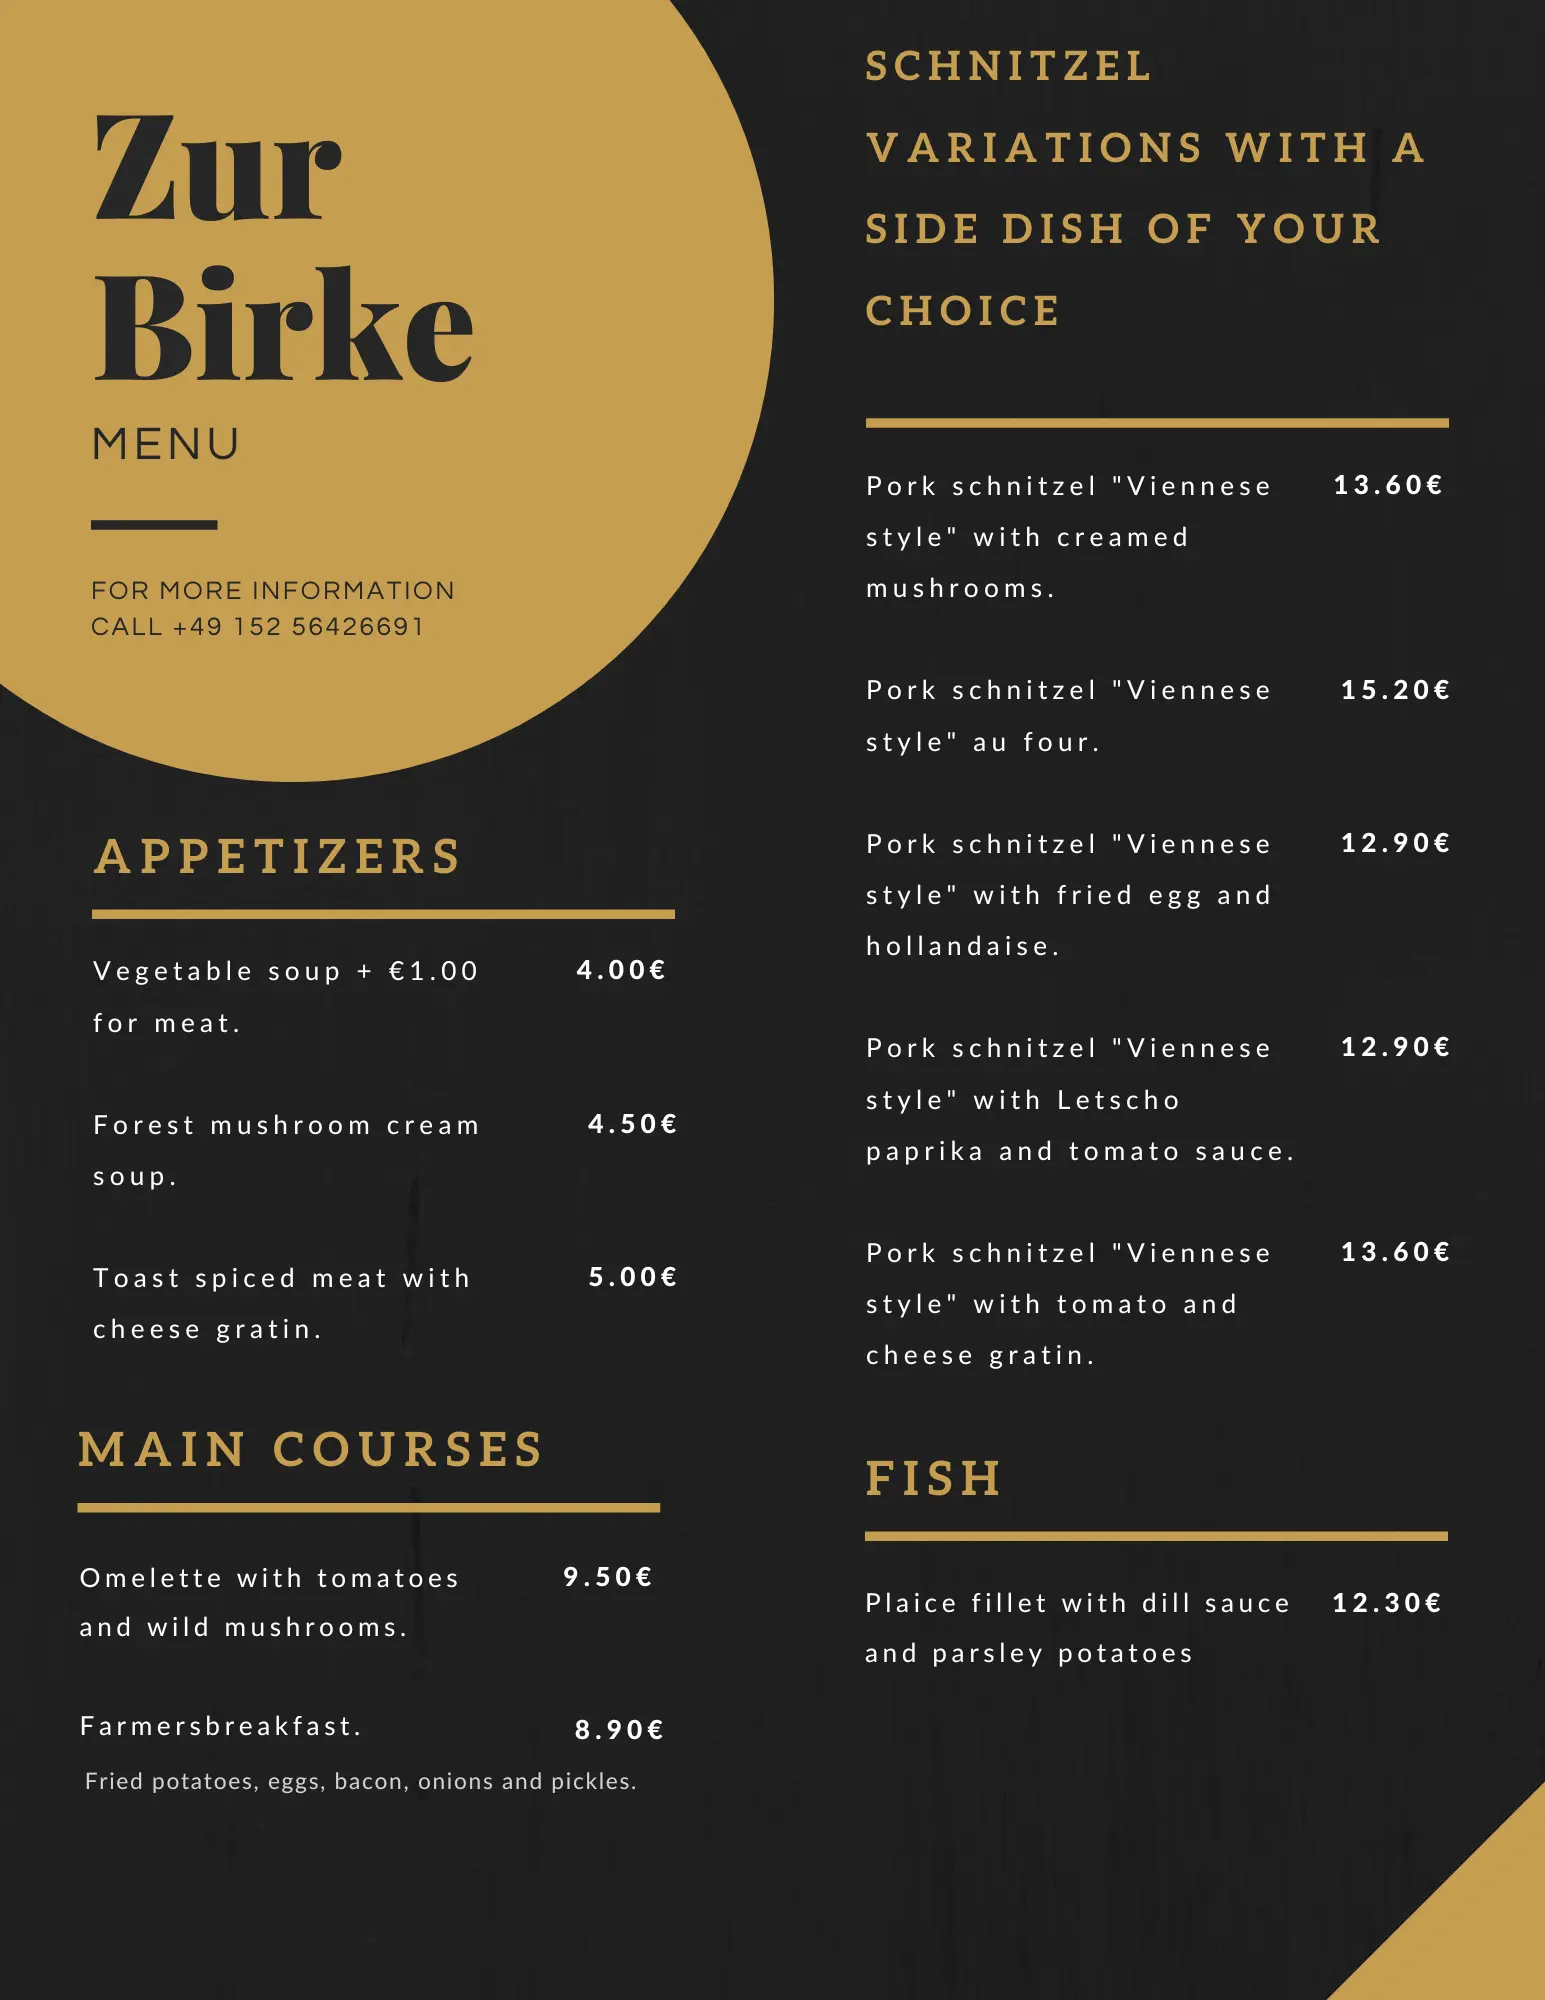 Zur
Birke
MENU
FOR MORE INFORMATION
CALL +49 152 56426691
APPETIZERS
Vegetable soup + €1.00 4.00€
for meat.
Forest mushroom cream 4.50€
soup.
Toast spiced meat with 5.00€
cheese gratin.
MAIN COURSES
Omelette with tomatoes 9.50€
and wild mushrooms.
Farmersbreakfast. 8.90€
Fried potatoes, eggs, bacon, onions and pickles.
SCHNITZEL
VARIATIONS WITH A
SIDE DISH OF YOUR
CHOICE
Pork schnitzel "Viennese 13.60€
style" with creamed
mushrooms.
Pork schnitzel "Viennese 15.20€
style" au four.
Pork schnitzel "Viennese 12.90€
style" with fried egg and
hollandaise.
Pork schnitzel "Viennese 12.90€
style" with Letscho
paprika and tomato sauce.
Pork schnitzel "Viennese 13.60€
style" with tomato and
cheese gratin.
FISH
Plaice fillet with dill sauce 12.30€
and parsley potatoes